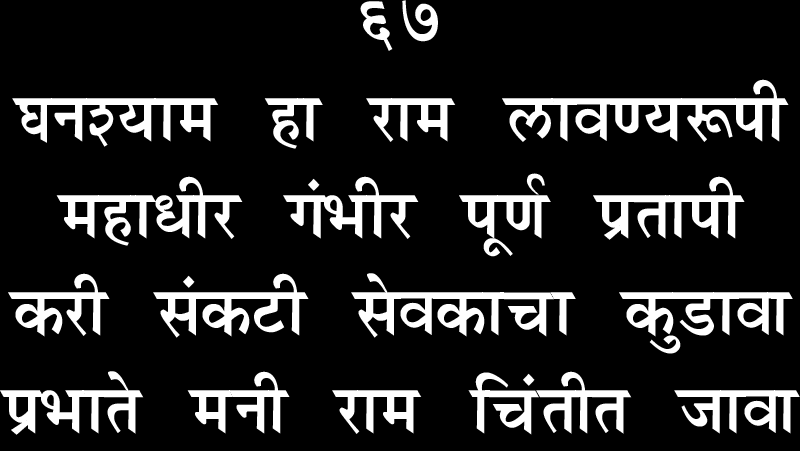 ६७
घनश्याम हा राम लावण्यरूपी
महाधीर गंभीर पूर्ण प्रतापी
करी संकटी सेवकाचा कुडावा
प्रभाते मनी राम चिंतीत जावा